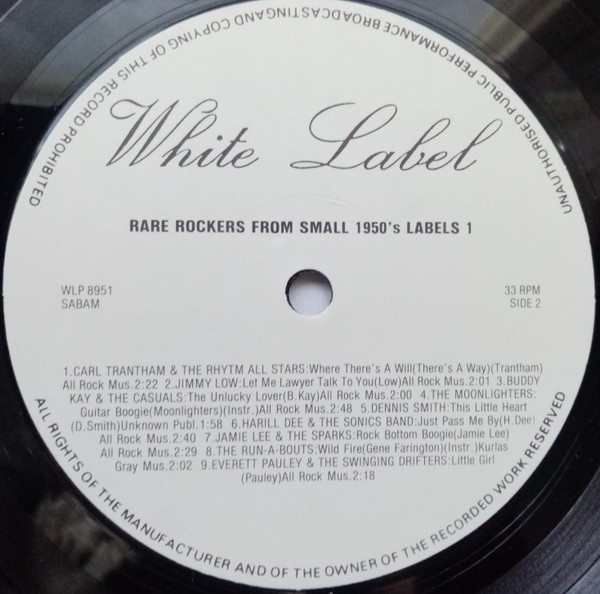 UNAUTHORISED PUBLIC PERFORMANCE BROADCASTINGAND COPYING OF THIS RECORD PROHIBITED
White Label
RARE ROCKERS FROM SMALL 1950's LABELS 1
WLP 8951
SABAM
33 RPM
SIDE 2
1.CARL TRANTHAM & THE RHYTM ALL STARS:Where There's A Will(There's A Way)(Trantham)
All Rock Mus.2:22 2.JIMMY LOW:Let Me Lawyer Talk To You(Low)All Rock Mus.2:01 3.BUDDY
KAY & THE CASUALS:The Unlucky Lover(B.Kay)All Rock Mus.2:00 4.THE MOONLIGHTERS:
Guitar Boogie(Moonlighters)(Instr.)All Rock Mus.2:48 5.DENNIS SMITH:This Little Heart
(D.Smith)Unknown Publ.1:58 6.HARILL DEE & THE SONICS BAND:Just Pass Me By(H.Dee)
All Rock Mus.2:40 7.JAMIE LEE & THE SPARKS:Rock Bottom Boogie(Jamie Lee)
All Rock Mus.2:29 8.THE RUN-A-BOUTS:Wild Fire(Gene Farington)(Instr.)Kurlas
Gray Mus.2:02 9.EVERETT PAULEY & THE SWINGING DRIFTERS:Little Girl
(Pauley)All Rock Mus.2:18
ALL RIGHTS OF THE MANUFACTURER AND OF THE OWNER OF THE RECORDED WORK RESERVED